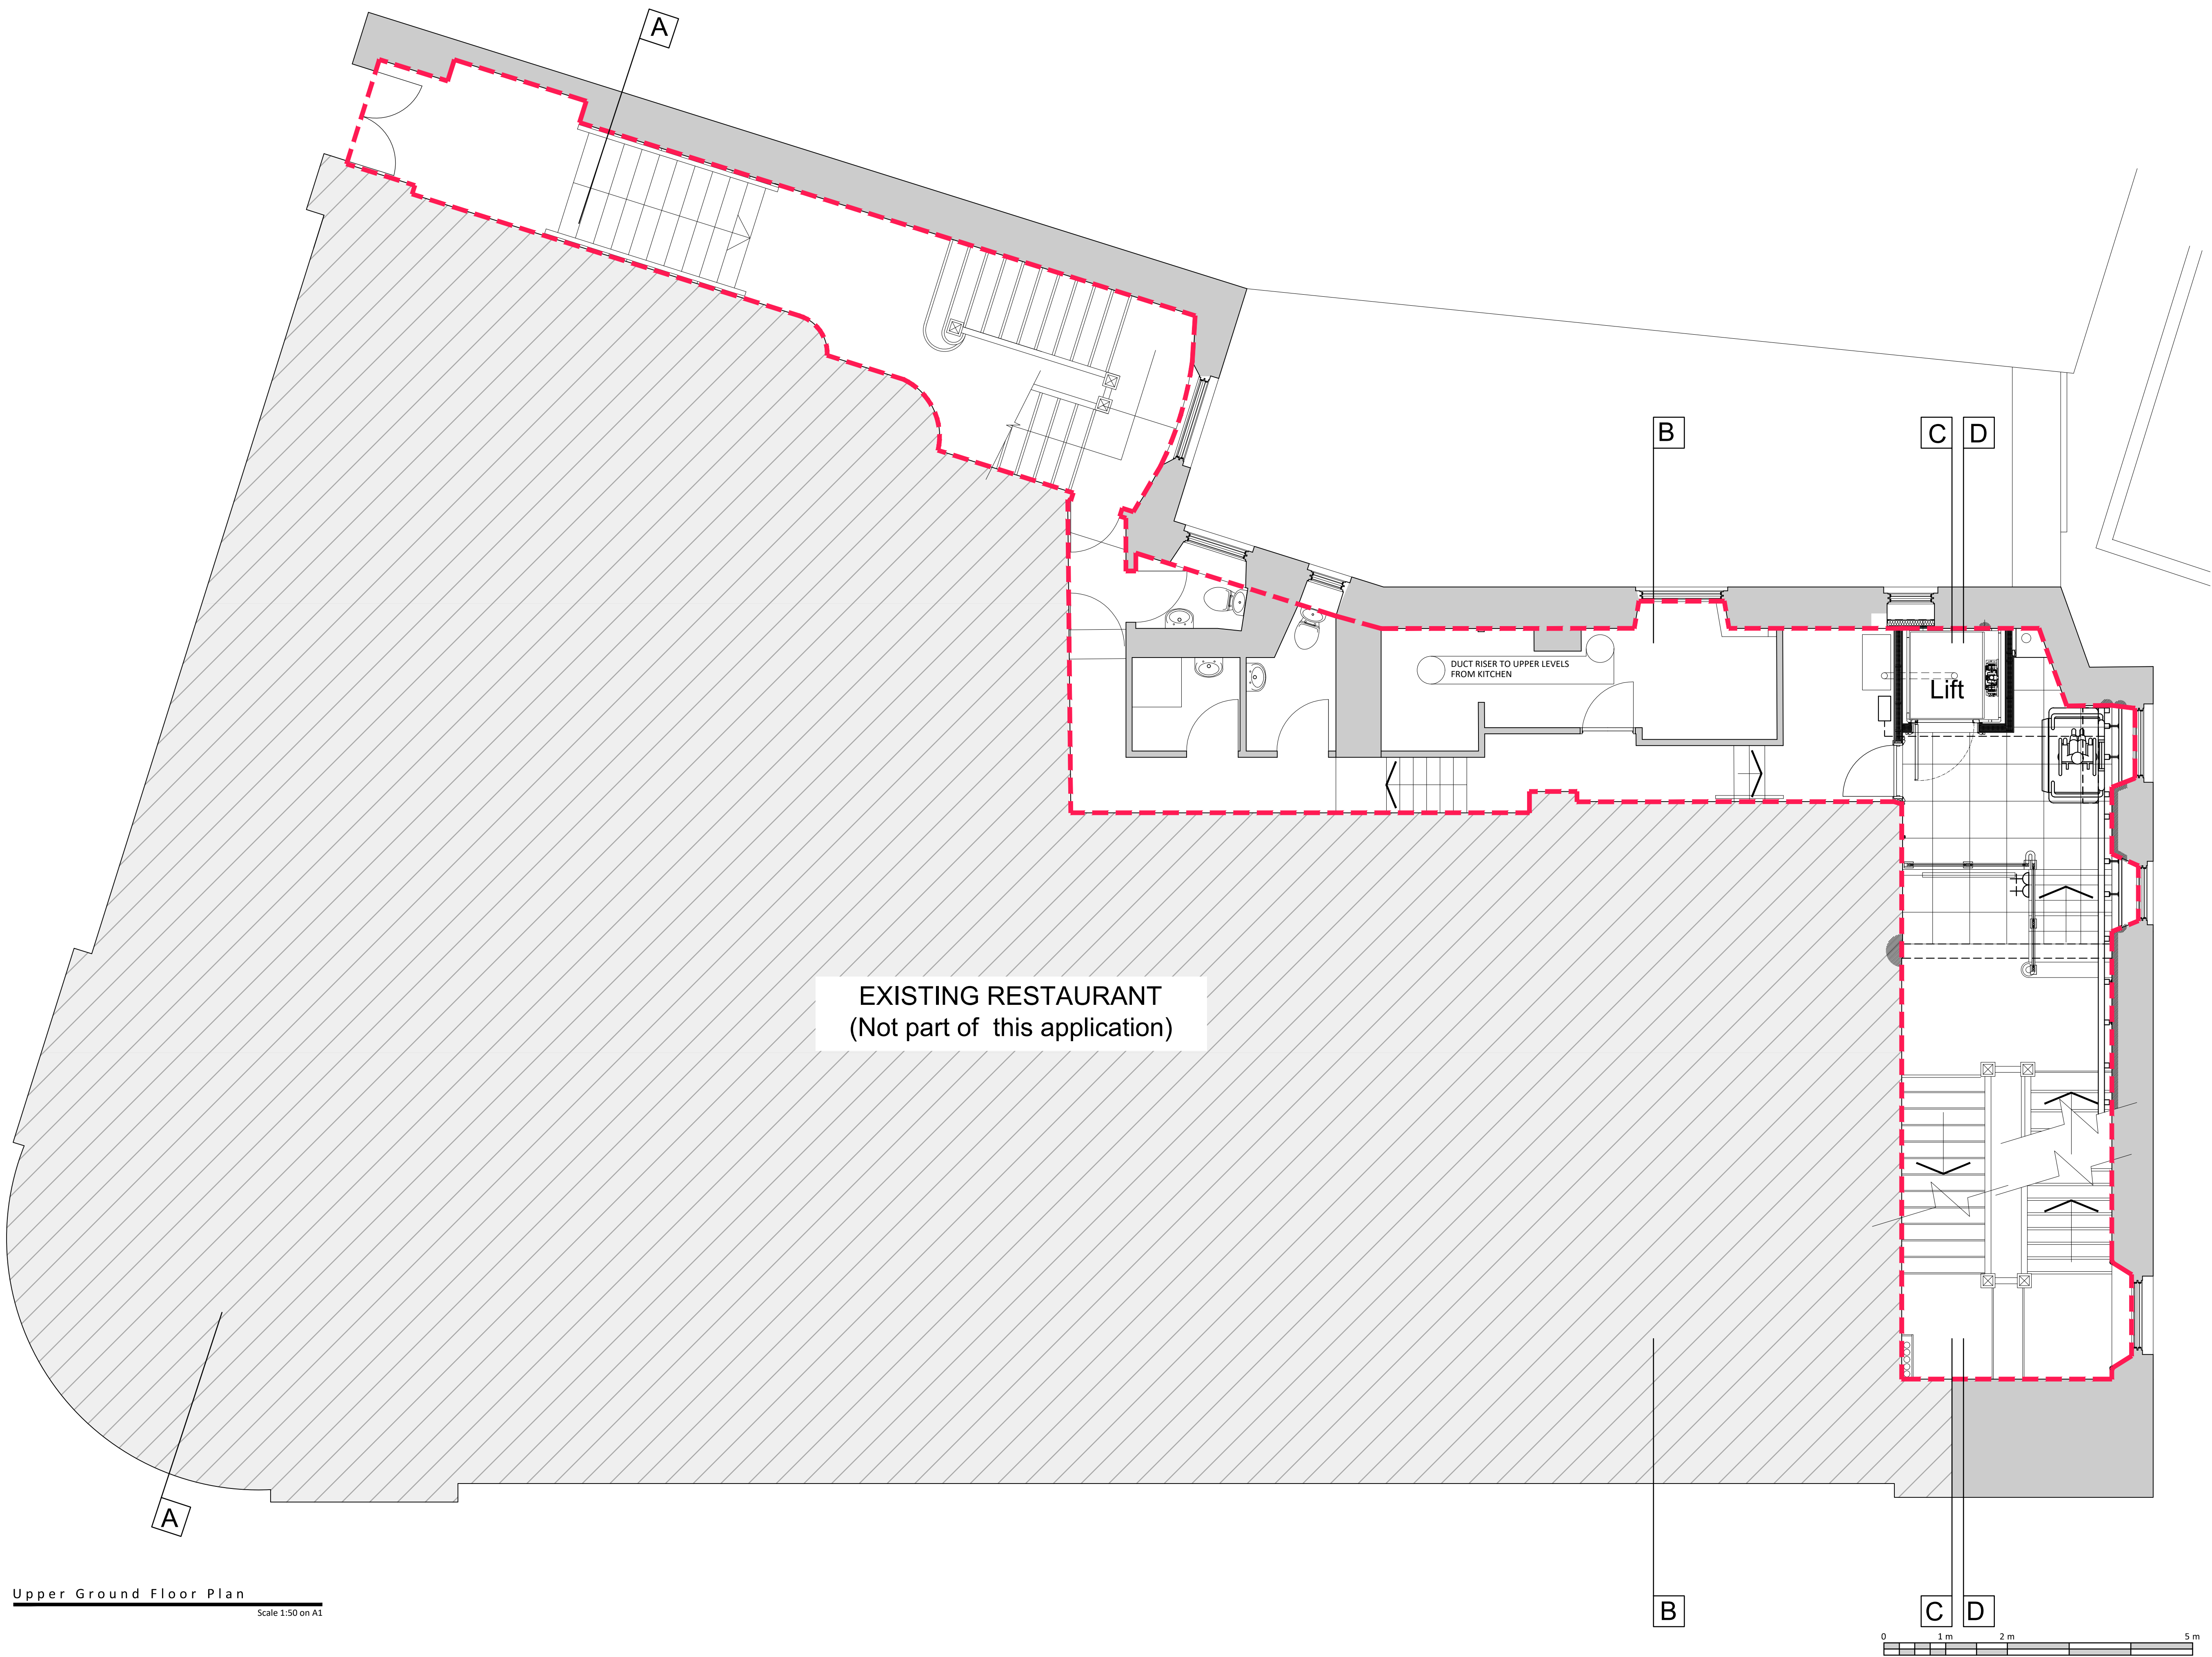 A
B
C
D
DUCT RISER TO UPPER LEVELS
FROM KITCHEN
Lift
EXISTING RESTAURANT
(Not part of  this application)
A
Upper Ground Floor Plan
Scale 1:50 on A1
B
C
D
0 1 m 2 m 5 m